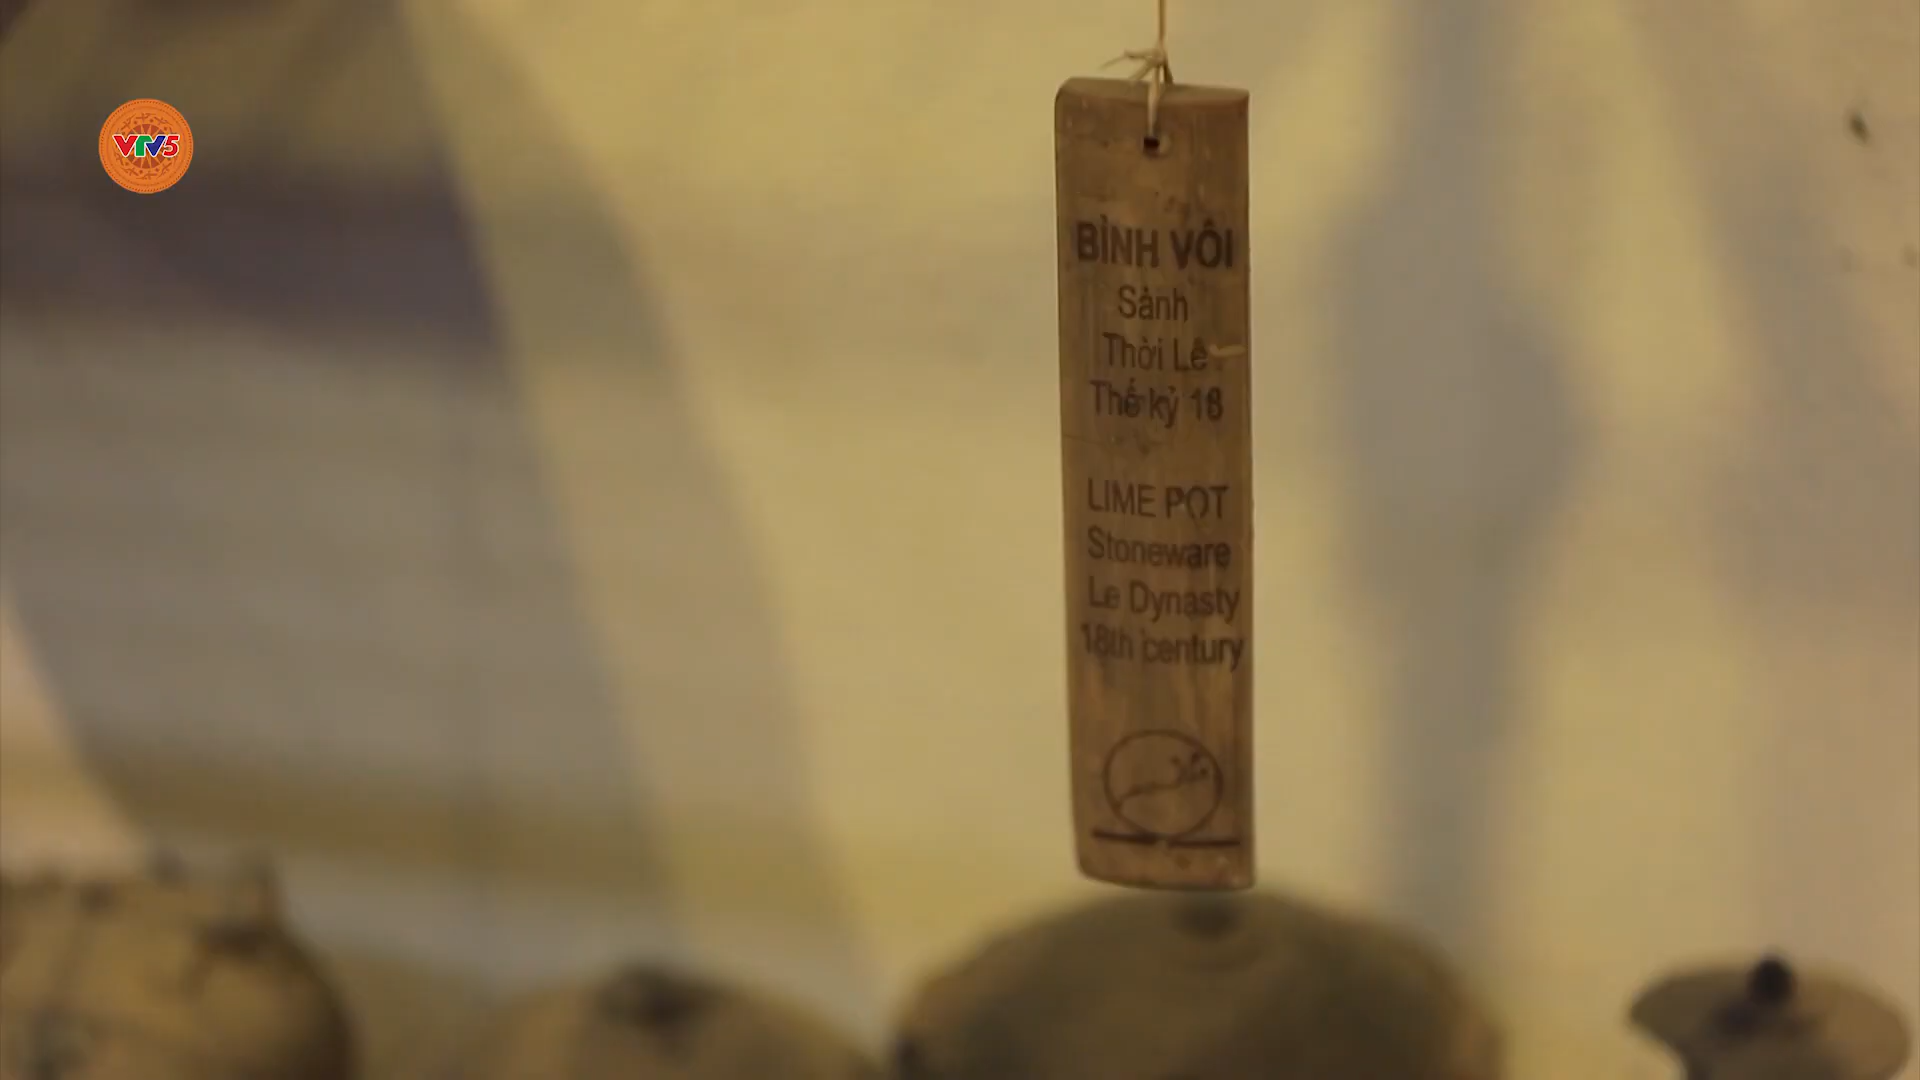 VTV5
BÌNH VÔI
Sành
Thời Lê
Thế kỷ 18
LIME POT
Stoneware
Le Dynasty
18th century